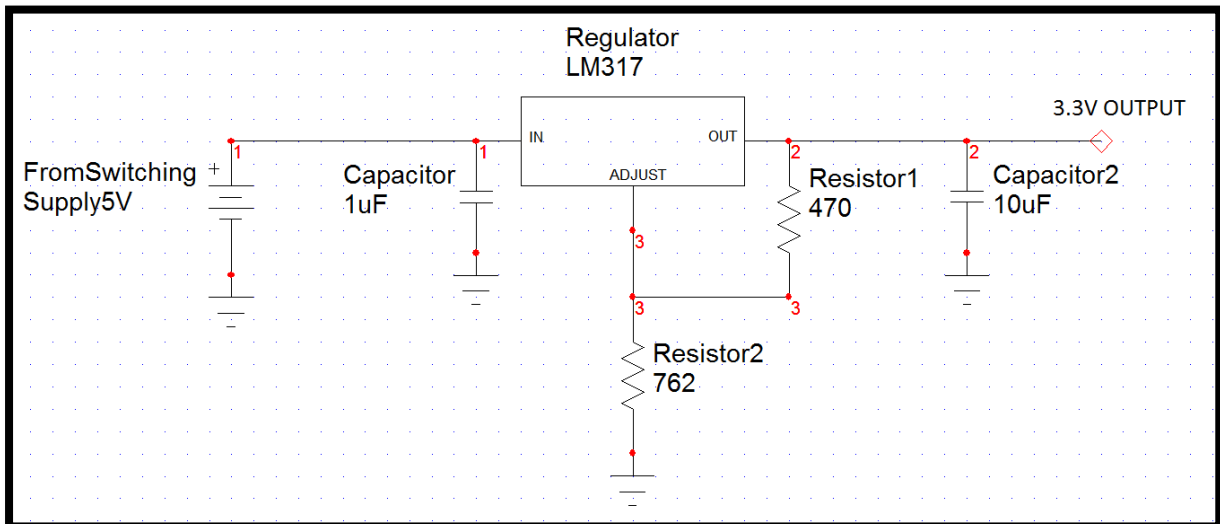 Regulator
LM317
3.3V OUTPUT
IN
OUT
1
1
2
2
FromSwitching
Supply5V
+
Capacitor
1uF
ADJUST
Resistor1
470
Capacitor2
10uF
3
3
3
Resistor2
762